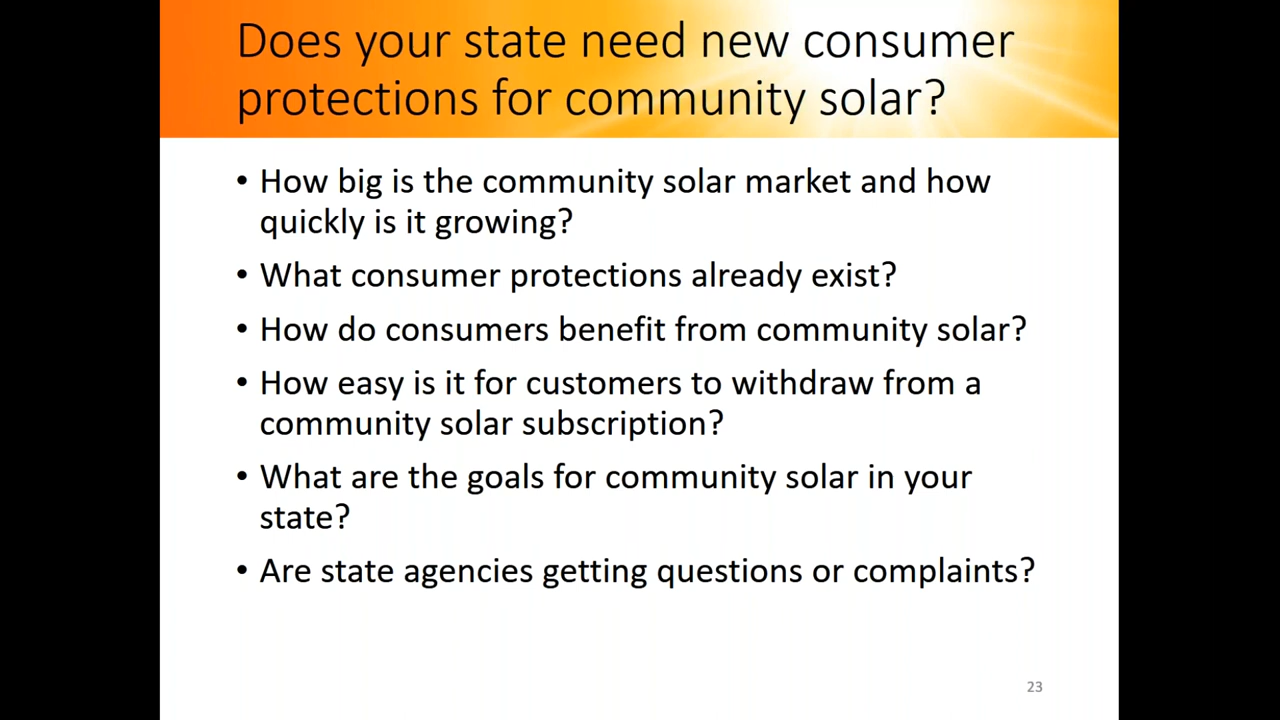 Does your state need new consumer
protections for community solar?
• How big is the community solar market and how
quickly is it growing?
• What consumer protections already exist?
• How do consumers benefit from community solar?
• How easy is it for customers to withdraw from a
community solar subscription?
• What are the goals for community solar in your
state?
• Are state agencies getting questions or complaints?
23